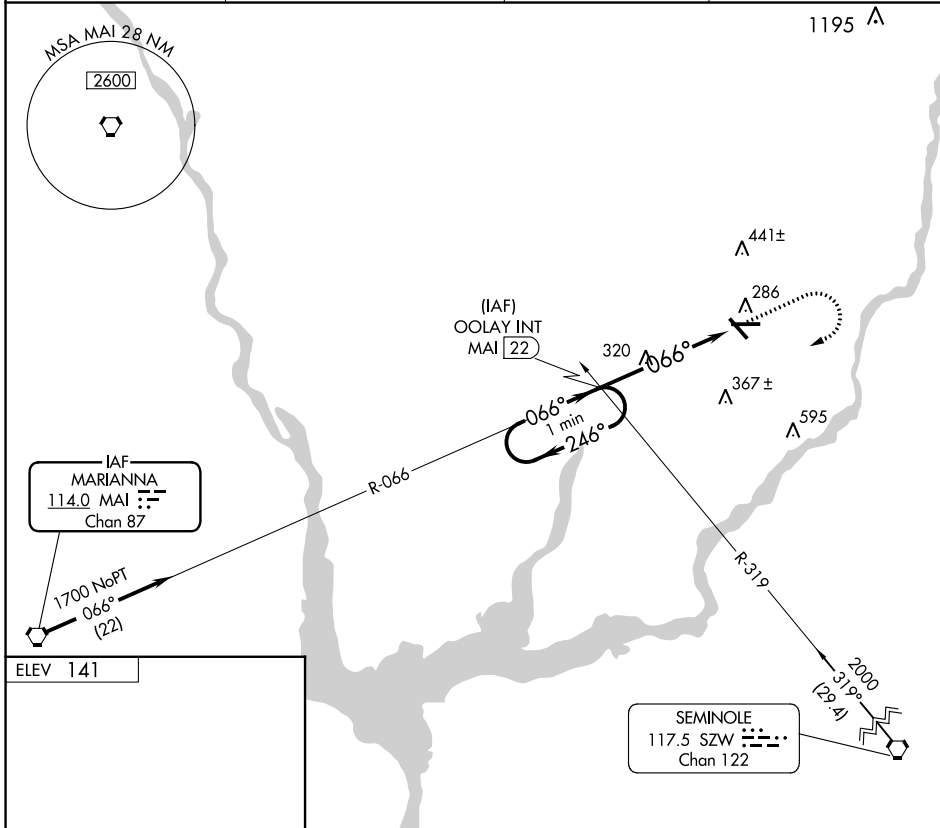 1195
MSA MAI 28 NM
2600
441±
286
(IAF)
OOLAY INT
MAI 22
320
066°
367±
066°
1 min
246°
595
R-066
IAF
MARIANNA
114.0 MAI
Chan 87
R-319
1700 NoPT
066°
(22)
2000
319°
(29.4)
ELEV 141
SEMINOLE
117.5 SZW
Chan 122